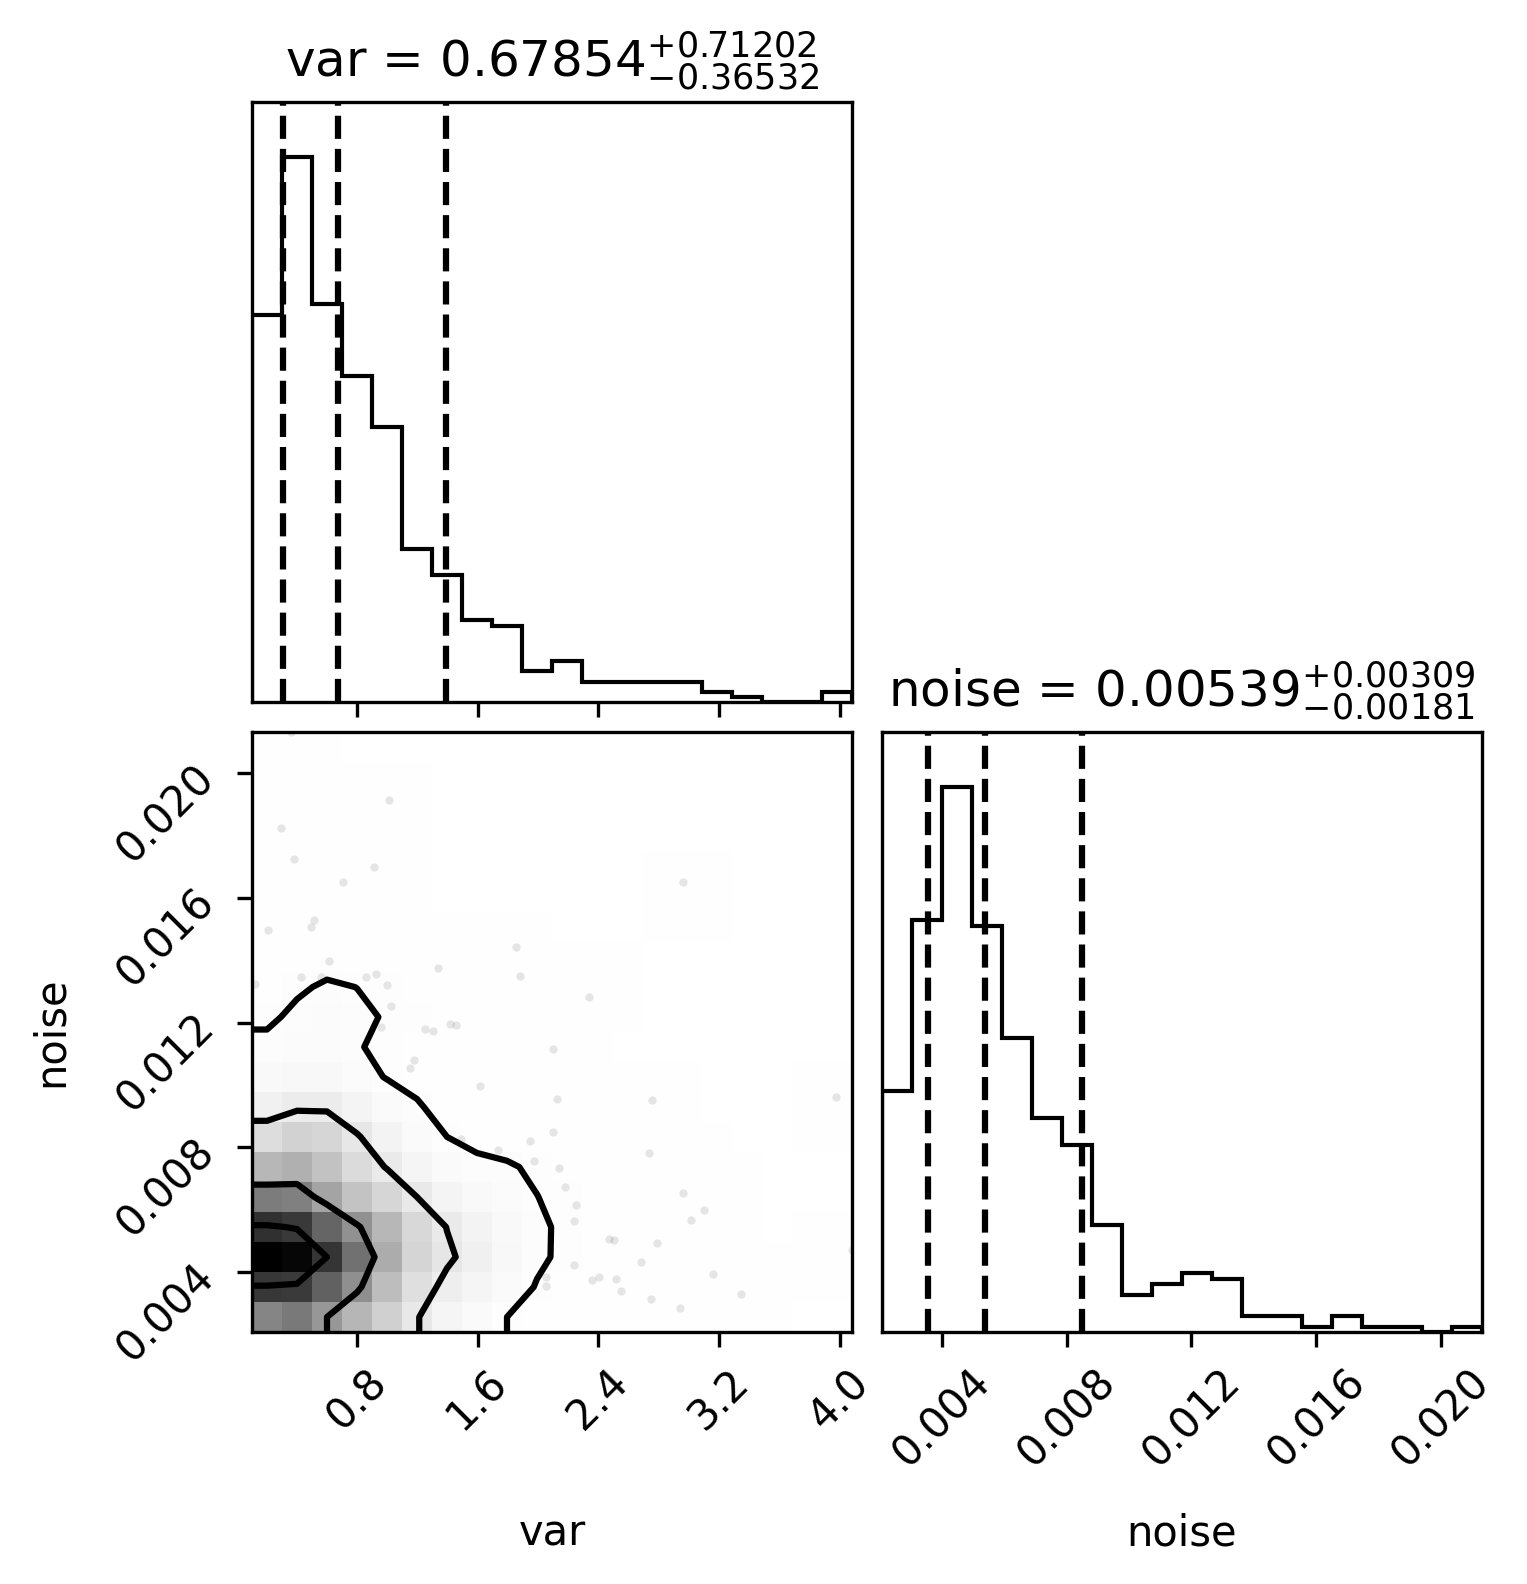 var = 0.67854 +0.71202 −0.36532
noise = 0.00539 +0.00309 −0.00181
0.020
0.016
0.012
0.008
0.004
noise
0.8 1.6 2.4 3.2 4.0
0.004 0.008 0.012 0.016 0.020
var
noise